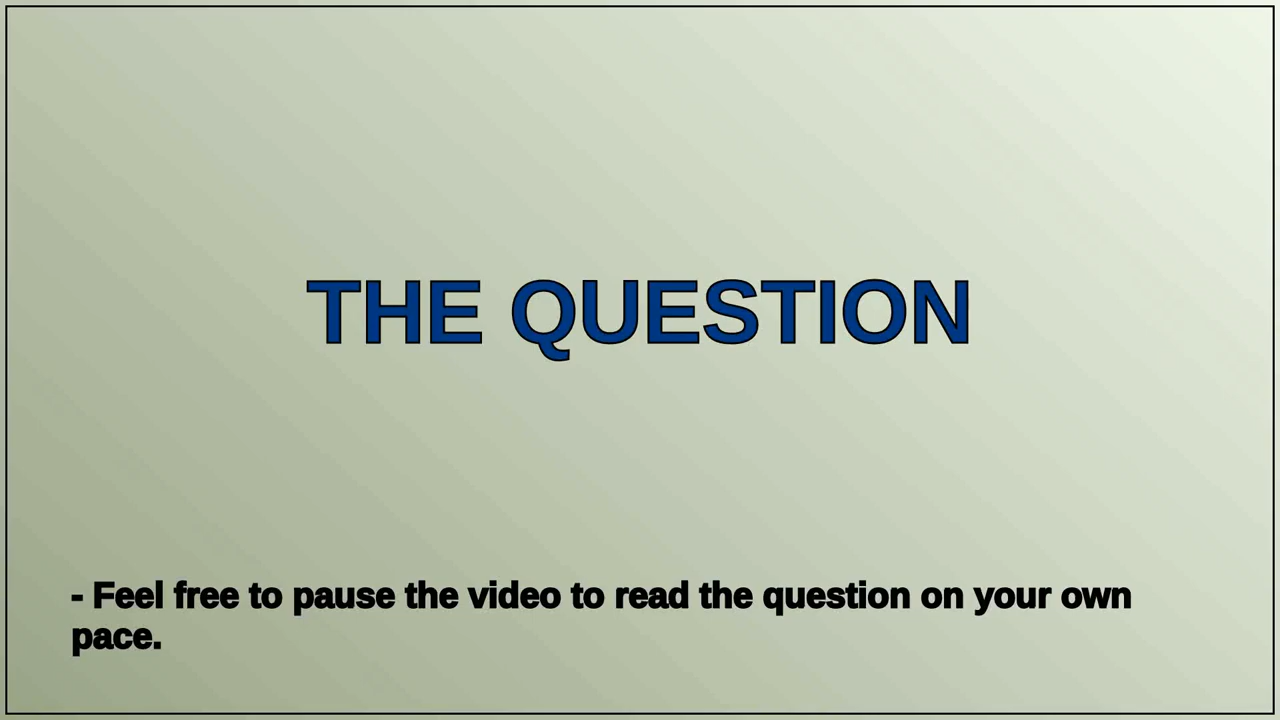 THE QUESTION
- Feel free to pause the video to read the question on your own
pace.